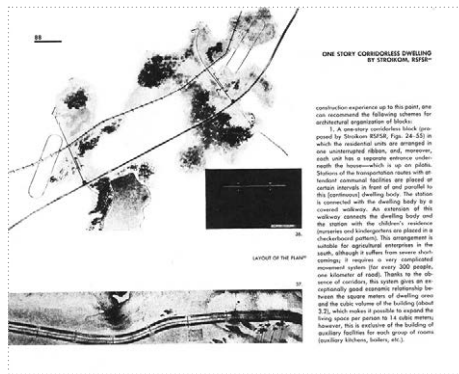 88
ONE STORY CORRIDORLESS DWELLING
BY STROIKOM, RSFSR—
construction experience up to this point, one
can recommend the following schemes for
architectural organization of blocks:
1. A one-story corridorless block (pro-
posed by Stroikom RSFSR, Figs. 24-55) in
which the residential units are arranged in
one uninterrupted ribbon, and, moreover,
each unit has a separate entrance under-
neath the house—which is up on pilotis.
Stations of the transportation routes with at-
tendant communal facilities are placed at
certain intervals in front of and parallel to
this [continuous] dwelling body. The station
is connected with the dwelling body by a
covered walkway. An extension of this
walkway connects the dwelling body and
the station with the children's residence
(nurseries and kindergartens are placed in a
checkerboard pattern). This arrangement is
suitable for agricultural enterprises in the
south, although it suffers from severe short-
comings; it requires a very complicated
movement system (for every 300 people,
one kilometer of road). Thanks to the ab-
sence of corridors, this system gives an ex-
ceptionally good economic relationship be-
tween the square meters of dwelling area
and the cubic volume of the building (about
3.2), which makes it possible to expand the
living space per person to 14 cubic meters;
however, this is exclusive of the building of
auxiliary facilities for each group of rooms
(auxiliary kitchens, boilers, etc.).
26.
LAYOUT OF THE PLAN
27.